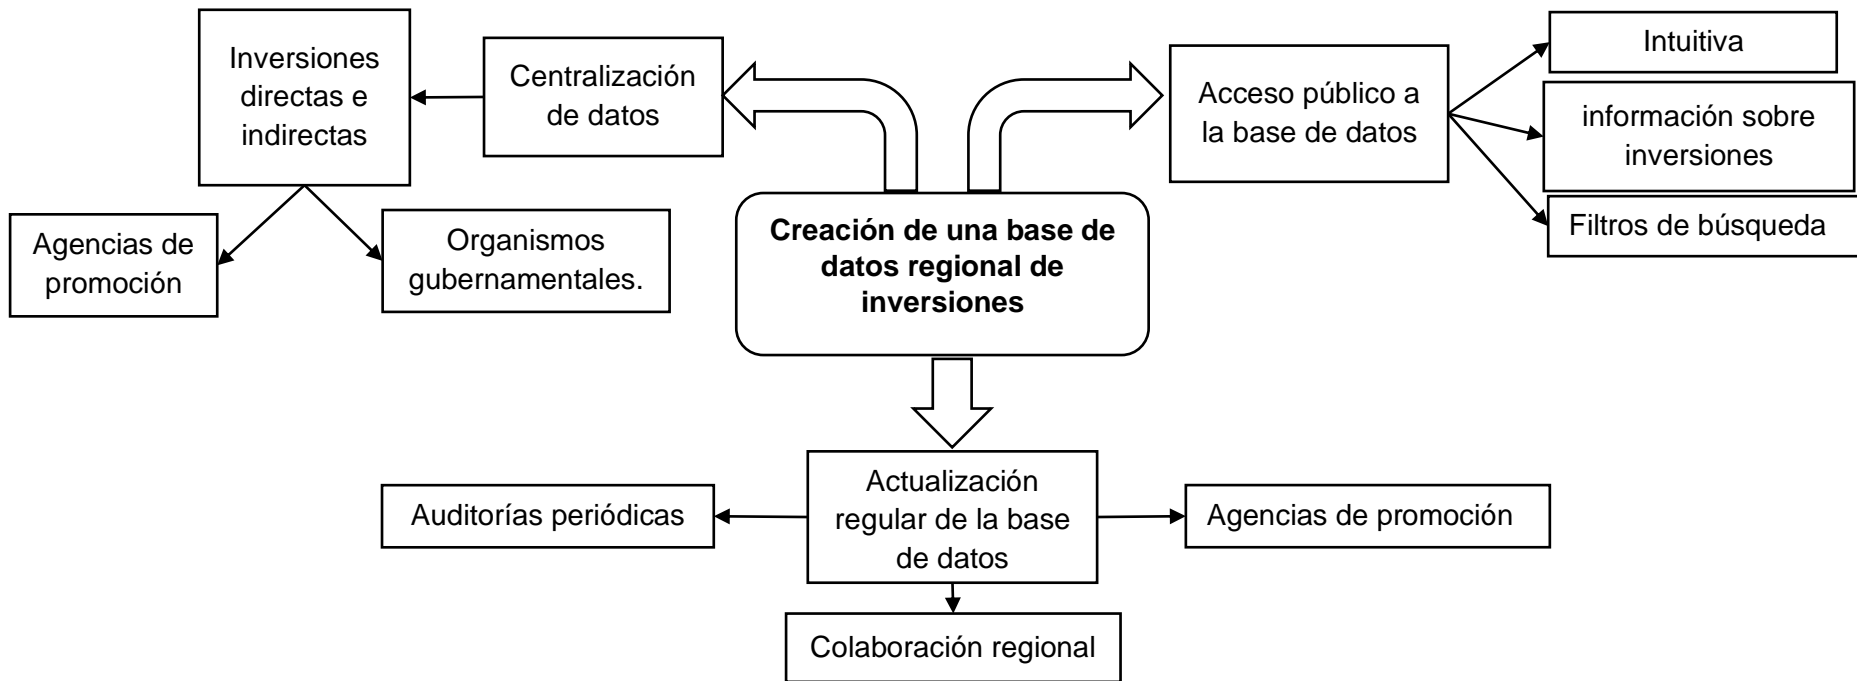 Inversiones
directas e
indirectas
Centralización
de datos
Acceso público a
la base de datos
Intuitiva
información sobre
inversiones
Filtros de búsqueda
Agencias de
promoción
Organismos
gubernamentales.
Creación de una base de
datos regional de
inversiones
Actualización
regular de la base
de datos
Auditorías periódicas
Agencias de promoción
Colaboración regional